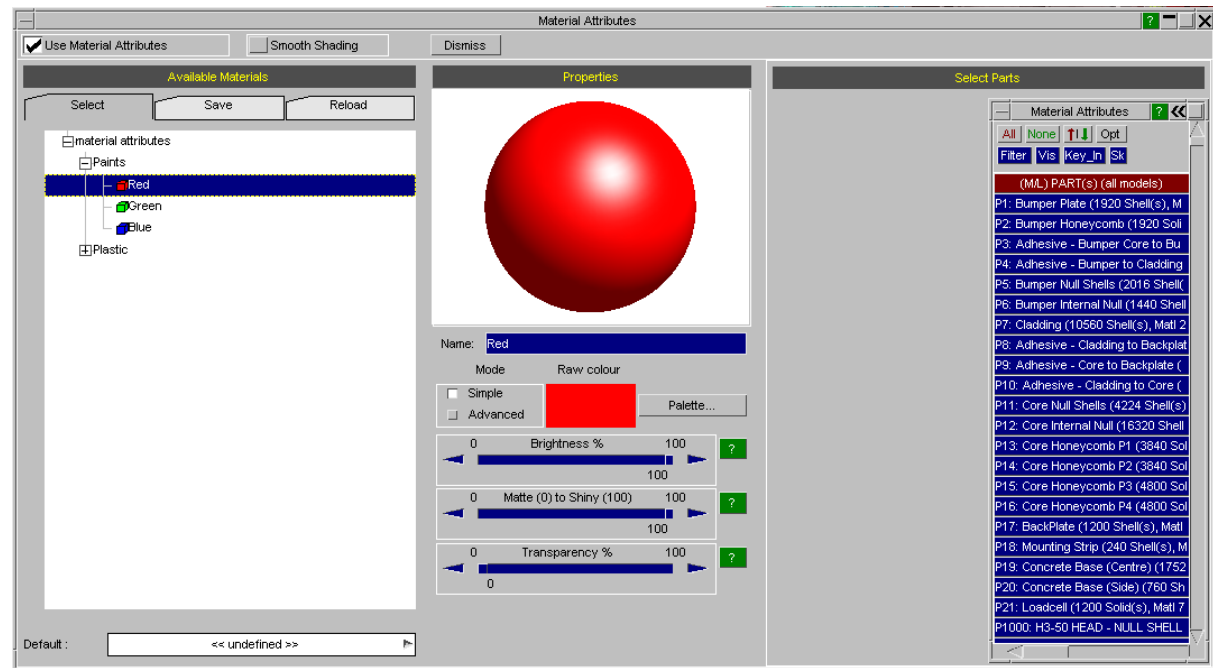 Material Attributes ?
Use Material Attributes Smooth Shading Dismiss
Available Materials
Select Save Reload
material attributes
Paints
Red
Green
Blue
Plastic
Default : << undefined >>
Properties
Name: Red
Mode Raw colour
Simple
Advanced
Palette...
0 Brightness % 100 ?
100
0 Matte (0) to Shiny (100) 100 ?
100
0 Transparency % 100 ?
0
Select Parts
Material Attributes ?
All None Opt
Filter Vis Key_In Sk
(M/L) PART(s) (all models)
P1: Bumper Plate (1920 Shell(s), M
P2: Bumper Honeycomb (1920 Soli
P3: Adhesive - Bumper Core to Bu
P4: Adhesive - Bumper to Cladding
P5: Bumper Null Shells (2016 Shell(
P6: Bumper Internal Null (1440 Shell
P7: Cladding (10560 Shell(s), Matl 2
P8: Adhesive - Cladding to Backplat
P9: Adhesive - Core to Backplate (
P10: Adhesive - Cladding to Core (
P11: Core Null Shells (4224 Shell(s)
P12: Core Internal Null (16320 Shell
P13: Core Honeycomb P1 (3840 Sol
P14: Core Honeycomb P2 (3840 Sol
P15: Core Honeycomb P3 (4800 Sol
P16: Core Honeycomb P4 (4800 Sol
P17: BackPlate (1200 Shell(s), Matl
P18: Mounting Strip (240 Shell(s), M
P19: Concrete Base (Centre) (1752
P20: Concrete Base (Side) (760 Sh
P21: Loadcell (1200 Solid(s), Matl 7
P1000: H3-50 HEAD - NULL SHELL